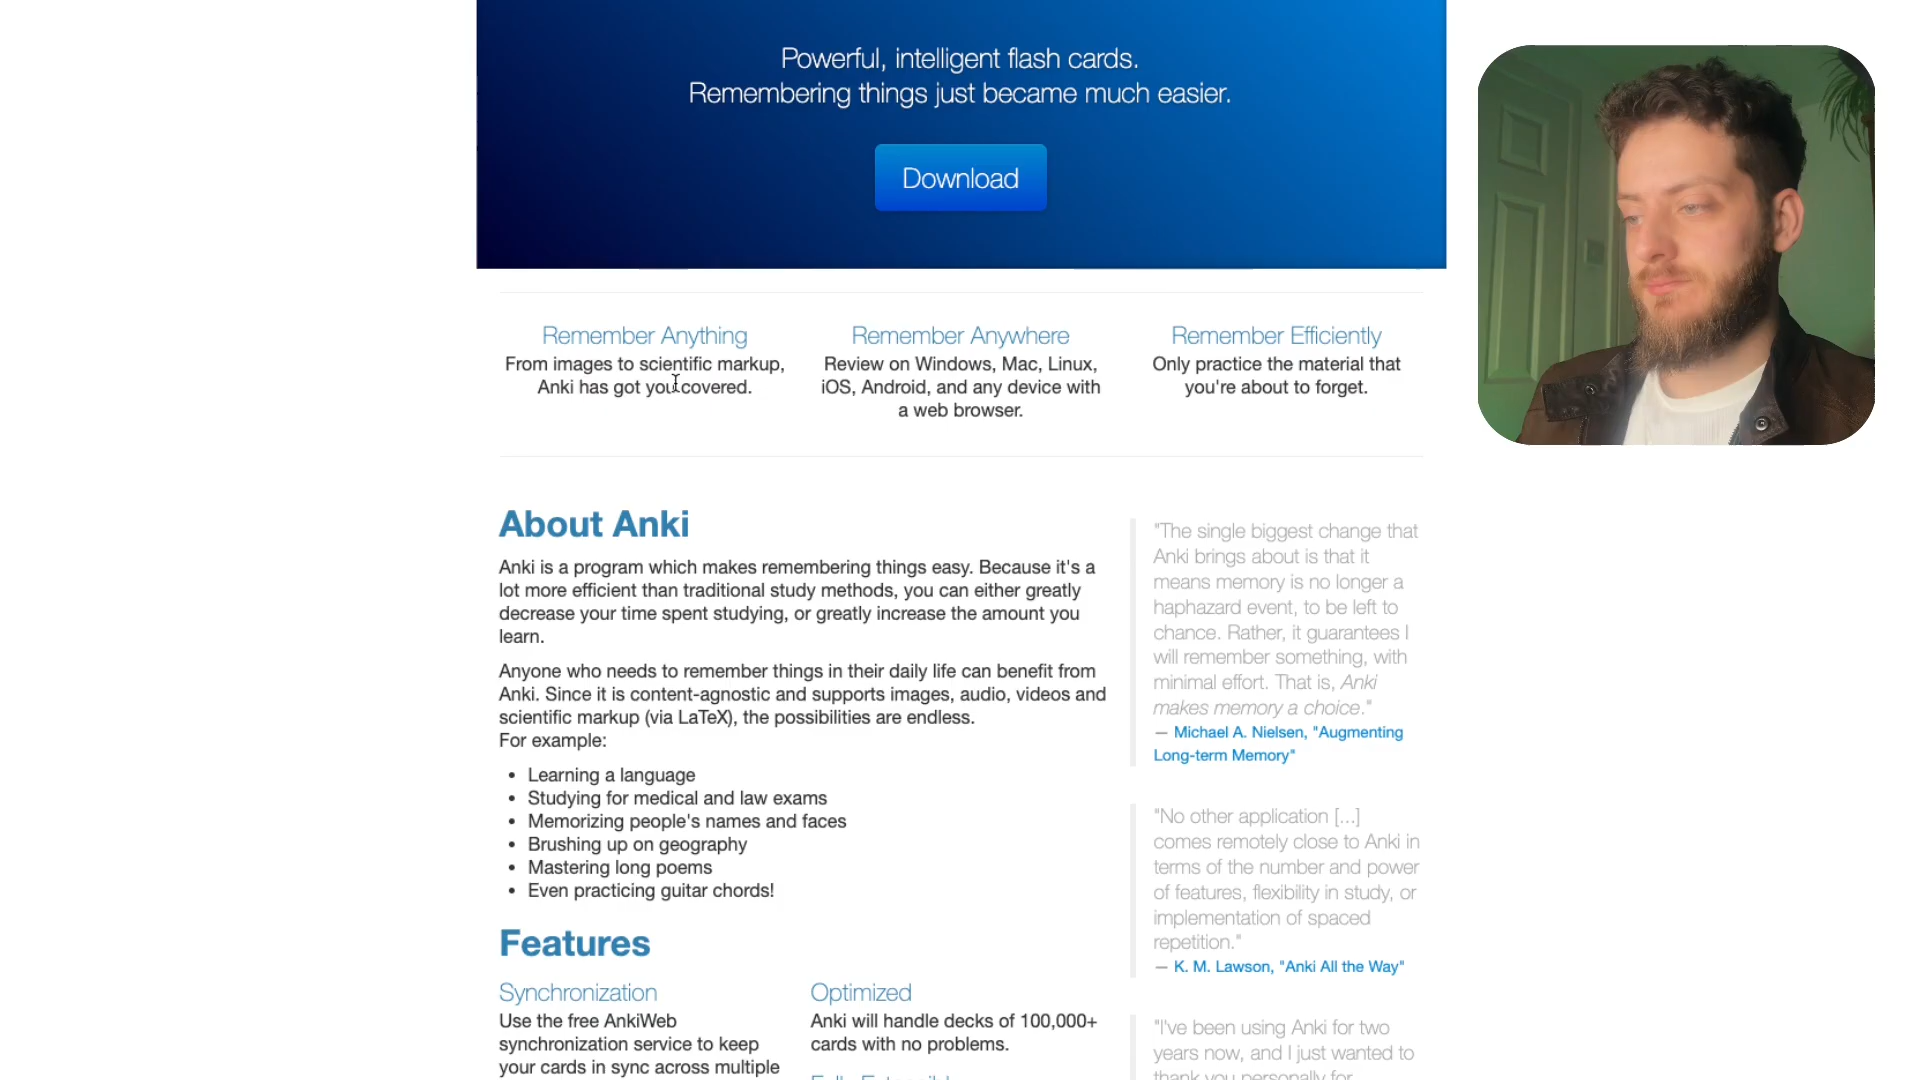 Powerful, intelligent flash cards.
Remembering things just became much easier.
Download
Remember Anything
From images to scientific markup,
Anki has got you covered.
Remember Anywhere
Review on Windows, Mac, Linux,
iOS, Android, and any device with
a web browser.
Remember Efficiently
Only practice the material that
you're about to forget.
About Anki
Anki is a program which makes remembering things easy. Because it's a
lot more efficient than traditional study methods, you can either greatly
decrease your time spent studying, or greatly increase the amount you
learn.
Anyone who needs to remember things in their daily life can benefit from
Anki. Since it is content-agnostic and supports images, audio, videos and
scientific markup (via LaTeX), the possibilities are endless.
For example:
• Learning a language
• Studying for medical and law exams
• Memorizing people's names and faces
• Brushing up on geography
• Mastering long poems
• Even practicing guitar chords!
Features
Synchronization
Use the free AnkiWeb
synchronization service to keep
your cards in sync across multiple
Optimized
Anki will handle decks of 100,000+
cards with no problems.
"The single biggest change that
Anki brings about is that it
means memory is no longer a
haphazard event, to be left to
chance. Rather, it guarantees I
will remember something, with
minimal effort. That is, Anki
makes memory a choice."
— Michael A. Nielsen, "Augmenting
Long-term Memory"
"No other application [...]
comes remotely close to Anki in
terms of the number and power
of features, flexibility in study, or
implementation of spaced
repetition."
— K. M. Lawson, "Anki All the Way"
"I've been using Anki for two
years now, and I just wanted to
thank you personally for